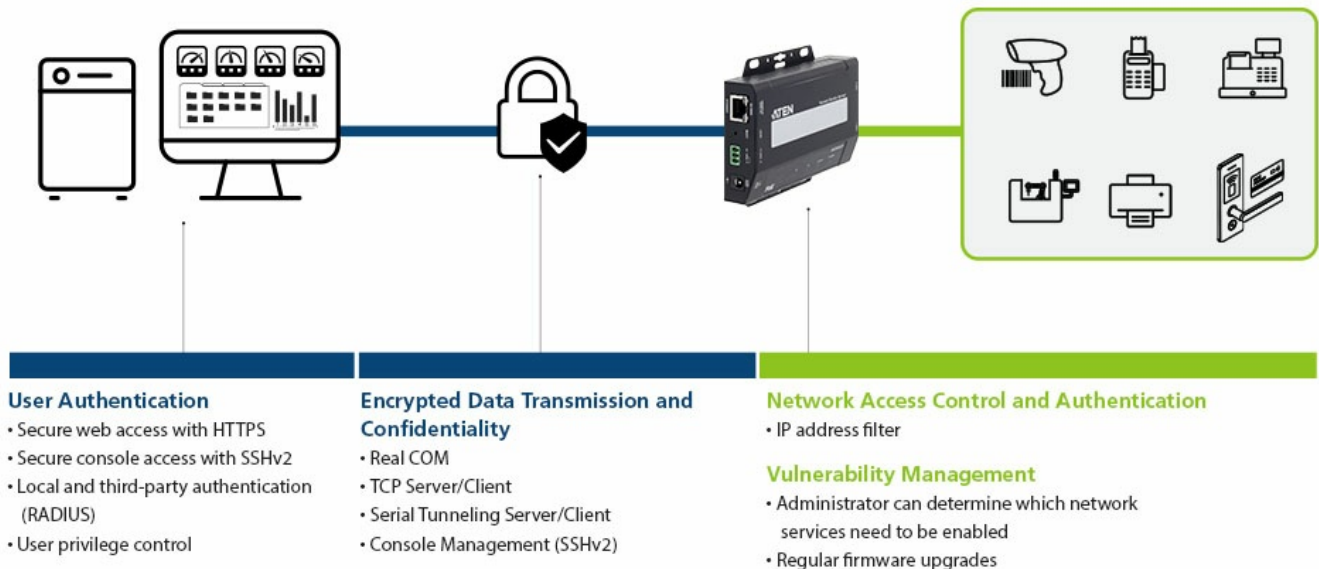 ATEN
User Authentication
• Secure web access with HTTPS
• Secure console access with SSHv2
• Local and third-party authentication
(RADIUS)
• User privilege control
Encrypted Data Transmission and
Confidentiality
• Real COM
• TCP Server/Client
• Serial Tunneling Server/Client
• Console Management (SSHv2)
Network Access Control and Authentication
• IP address filter
Vulnerability Management
• Administrator can determine which network
services need to be enabled
• Regular firmware upgrades